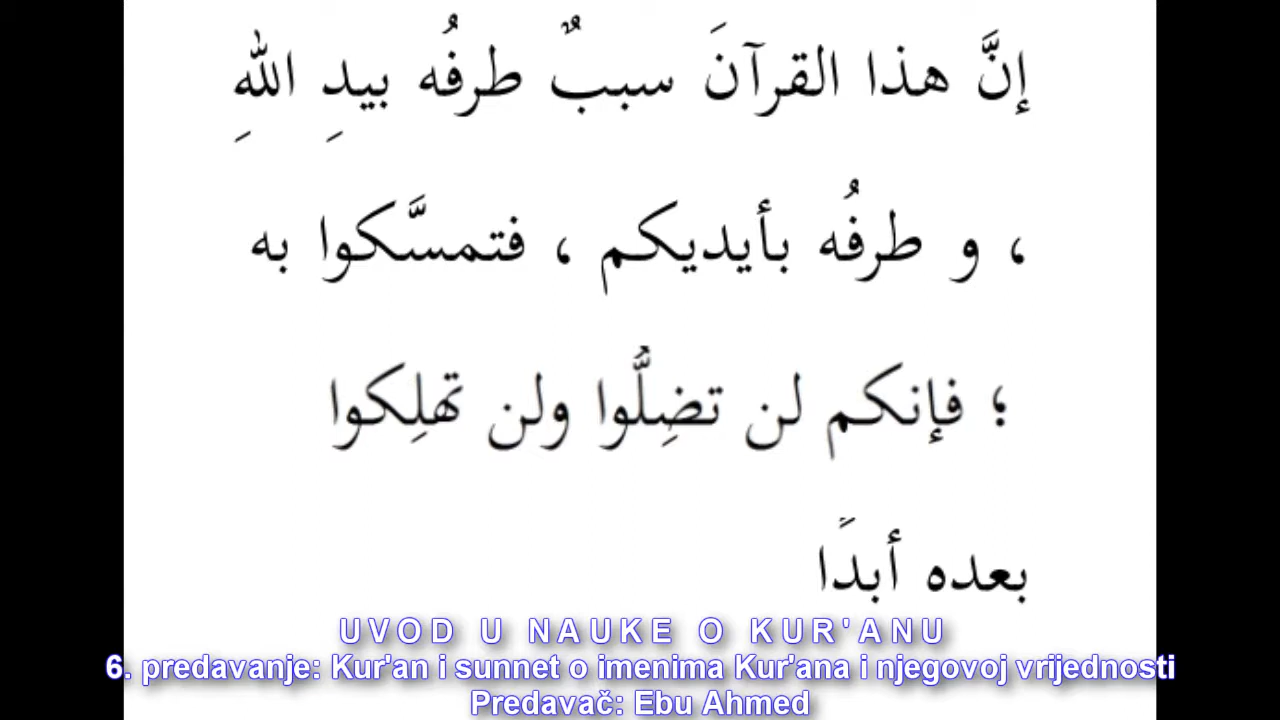 إنَّ هذا القرآنَ سببٌ طرفُه بيدِ اللهِ
، و طرفُه بأيديكم ، فتمسَّكوا به
؛ فإنكم لن تضِلُّوا ولن تهلِكوا
بعده أبدًا
UVOD U NAUKE O KUR'ANU
6. predavanje: Kur'an i sunnet o imenima Kur'ana i njegovoj vrijednosti
Predavač: Ebu Ahmed